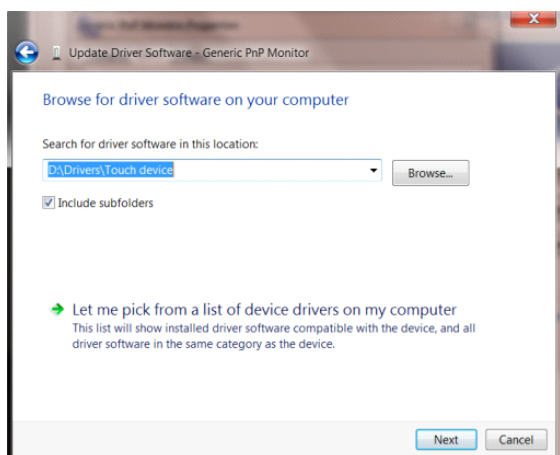 Update Driver Software - Generic PnP Monitor
Browse for driver software on your computer
Search for driver software in this location:
D:\Drivers\Touch device
Browse...
Include subfolders
Let me pick from a list of device drivers on my computer
This list will show installed driver software compatible with the device, and all
driver software in the same category as the device.
Next
Cancel